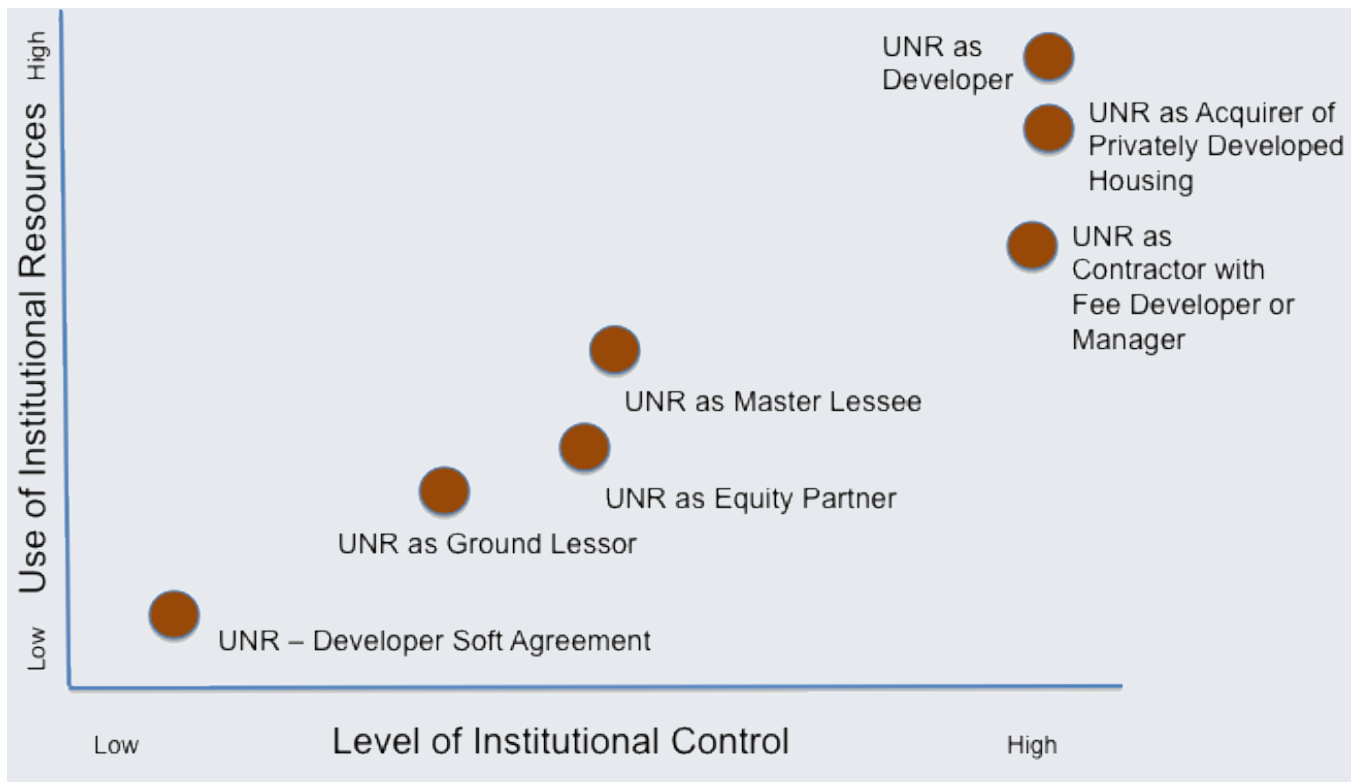 High
Use of Institutional Resources
Low
UNR as
Developer
UNR as Acquirer of
Privately Developed
Housing
UNR as
Contractor with
Fee Developer or
Manager
UNR as Master Lessee
UNR as Equity Partner
UNR as Ground Lessor
UNR – Developer Soft Agreement
Low
Level of Institutional Control
High